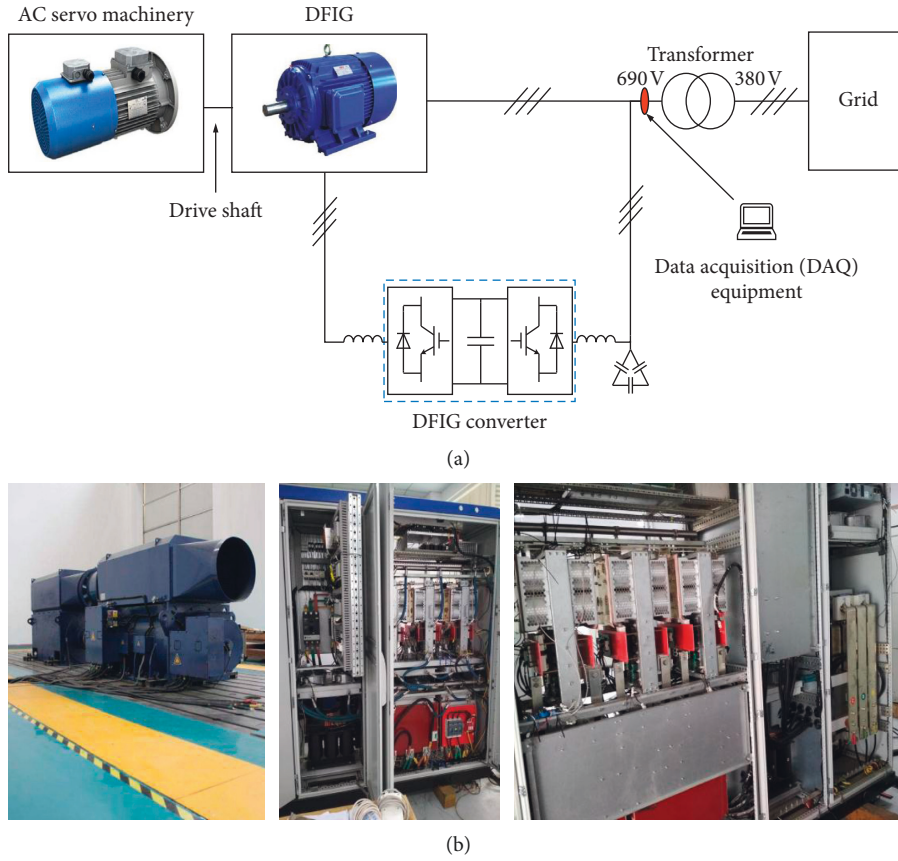 AC servo machinery
DFIG
Transformer
690 V
380 V
Grid
Drive shaft
Data acquisition (DAQ)
equipment
DFIG converter
(a)
(b)